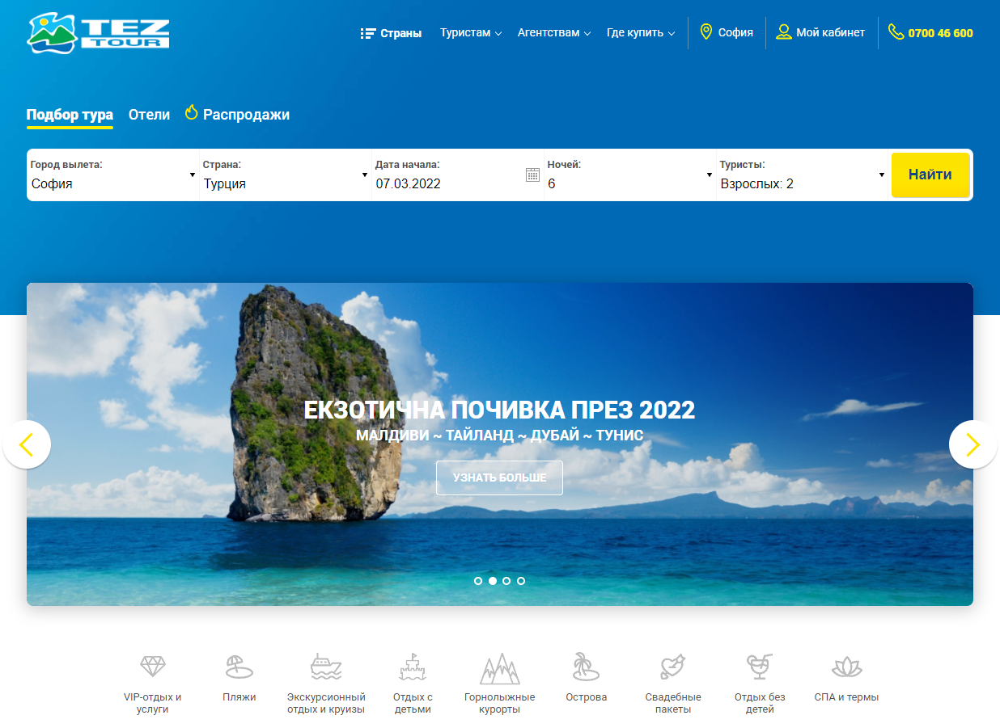 TEZ
TOUR
Страны
Туристам
Агентствам
Где купить
София
Мой кабинет
0700 46 600
Подбор тура
Отели
Распродажи
Город вылета:
София
Страна:
Турция
Дата начала:
07.03.2022
Ночей:
6
Туристы:
Взрослых: 2
Найти
ЕКЗОТИЧНА ПОЧИВКА ПРЕЗ 2022
МАЛДИВИ ~ ТАЙЛАНД ~ ДУБАЙ ~ ТУНИС
УЗНАТЬ БОЛЬШЕ
VIP-отдых и
услуги
Пляжи
Экскурсионный
отдых и круизы
Отдых с
детьми
Горнолыжные
курорты
Острова
Свадебные
пакеты
Отдых без
детей
СПА и термы